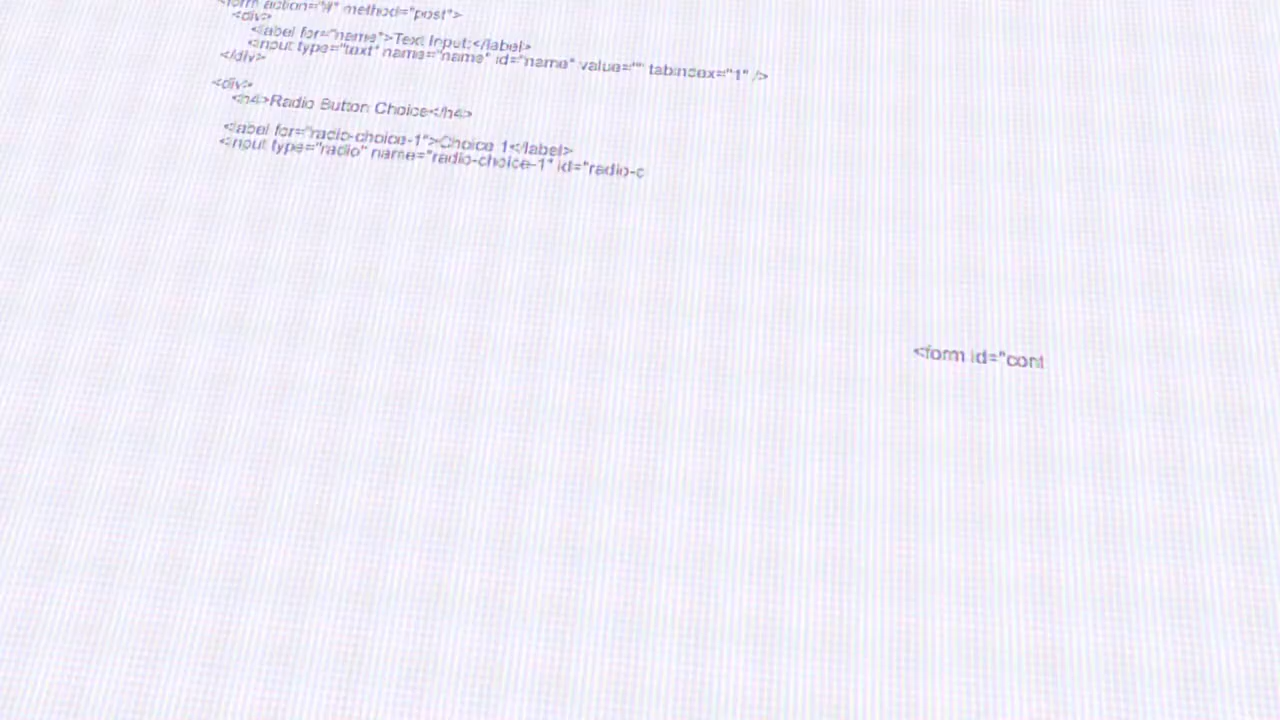 <form action="#" method="post">
<div>
<label for="name">Text Input:</label>
<input type="text" name="name" id="name" value="" tabindex="1" />
</div>
<div>
<h4>Radio Button Choice</h4>
<label for="radio-choice-1">Choice 1</label>
<input type="radio" name="radio-choice-1" id="radio-c
<form id="cont